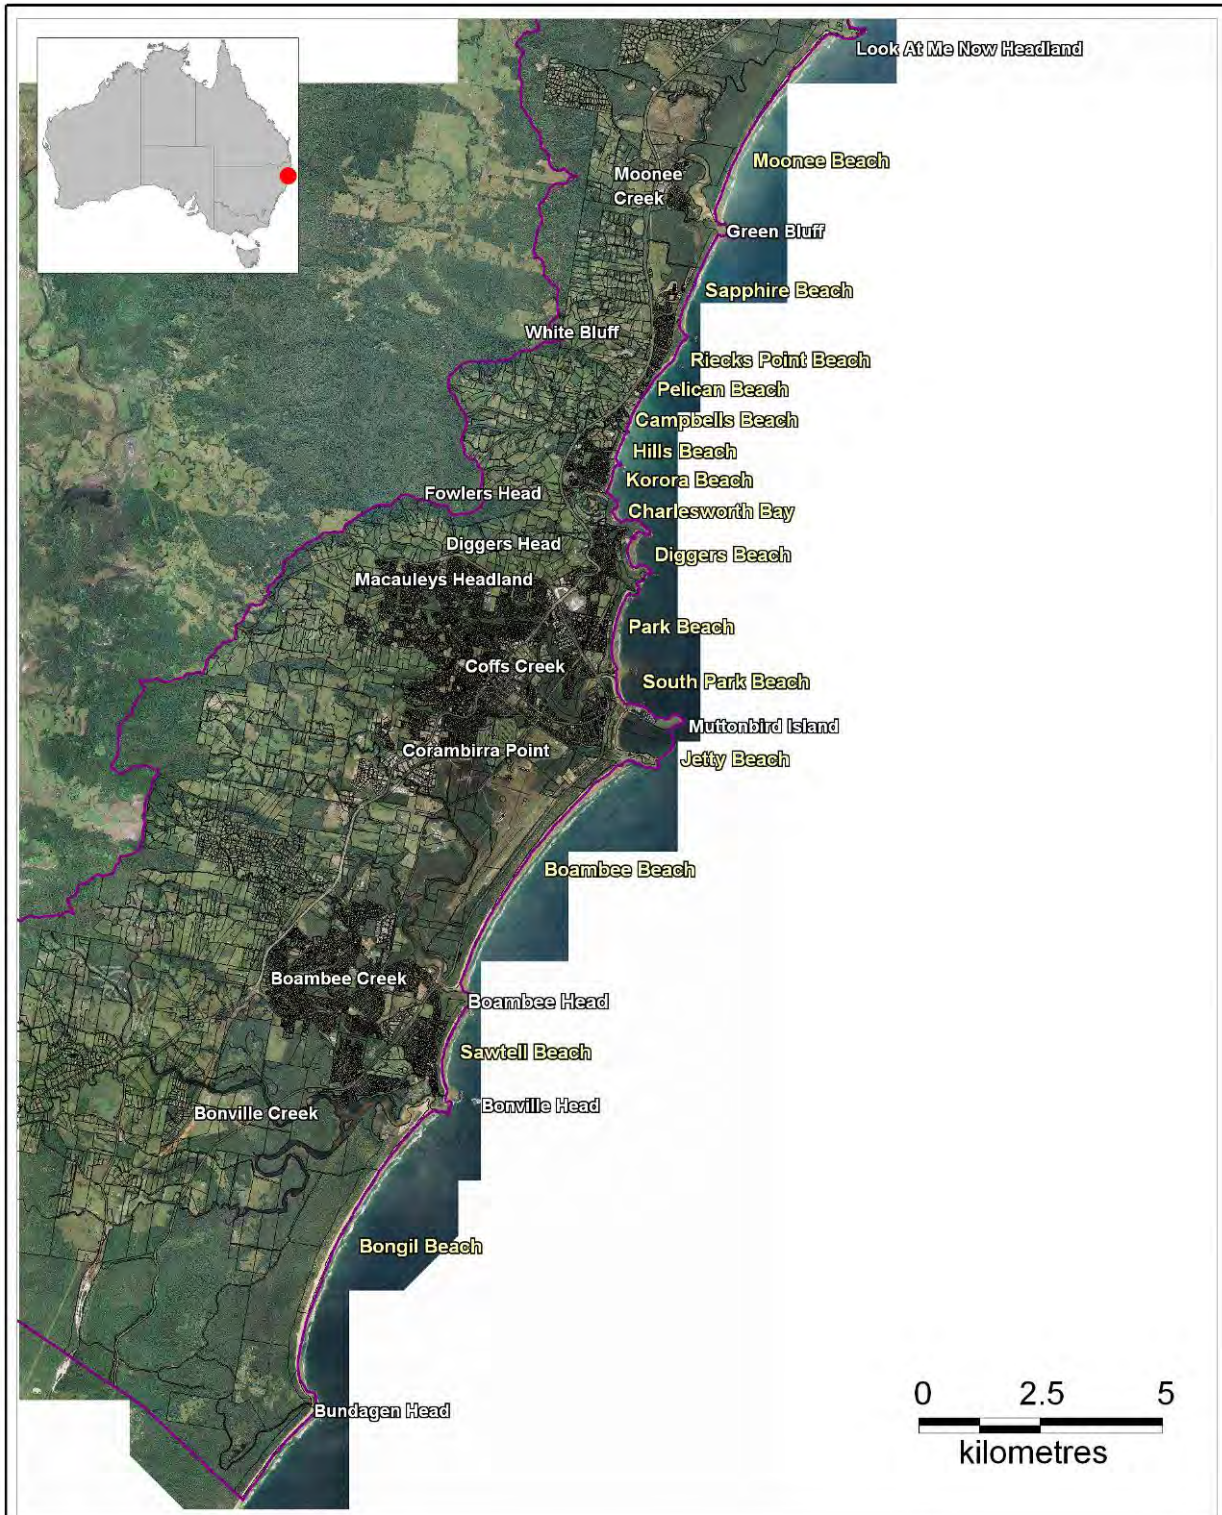 Look At Me Now Headland
Moonee Beach
Moonee
Creek
Green Bluff
Sapphire Beach
White Bluff
Riecks Point Beach
Pelican Beach
Campbells Beach
Hills Beach
Korora Beach
Fowlers Head
Charlesworth Bay
Diggers Head
Diggers Beach
Macauleys Headland
Park Beach
Coffs Creek
South Park Beach
Muttonbird Island
Corambirra Point
Jetty Beach
Boambee Beach
Boambee Creek
Boambee Head
Sawtell Beach
Bonville Head
Bonville Creek
Bongil Beach
Bundagen Head
0 2.5 5
kilometres